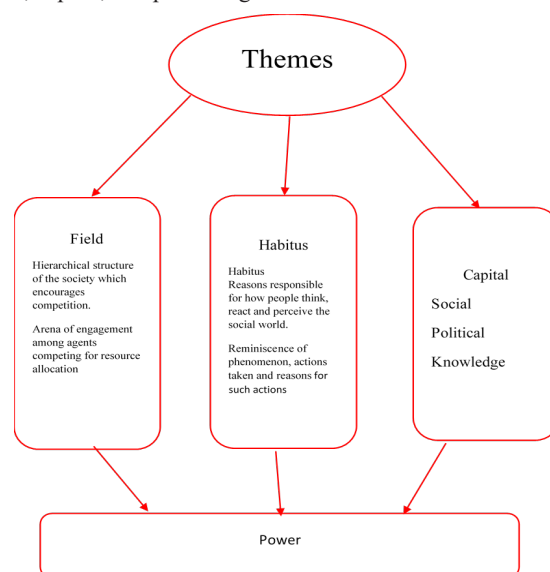 Themes
Field
Hierarchical structure
of the society which
encourages
competition.
Arena of engagement
among agents
competing for resource
allocation
Habitus
Habitus
Reasons responsible
for how people think,
react and perceive the
social world.
Reminiscence of
phenomenon, actions
taken and reasons for
such actions
Capital
Social
Political
Knowledge
Power